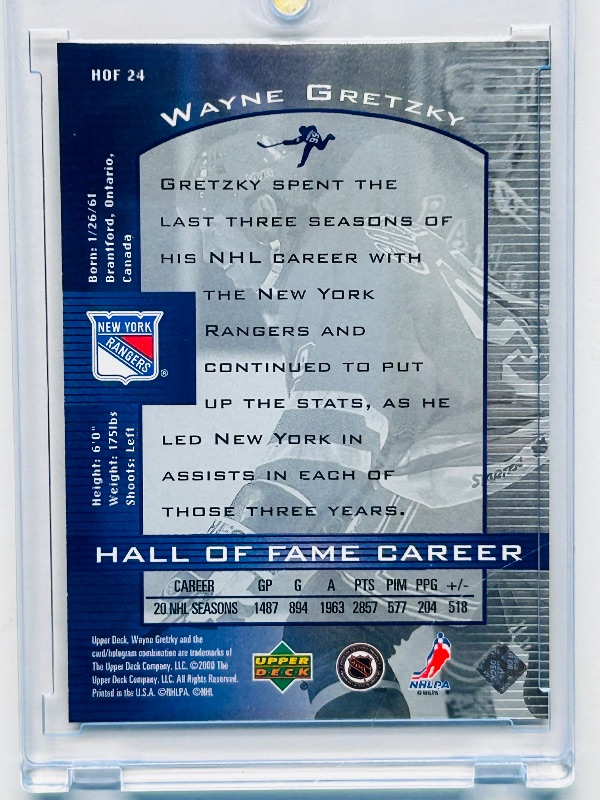 HOF 24
WAYNE GRETZKY
99
Born: 1/26/61
Brantford, Ontario,
Canada
GRETZKY SPENT THE
LAST THREE SEASONS OF
HIS NHL CAREER WITH
THE NEW YORK
RANGERS AND
CONTINUED TO PUT
UP THE STATS, AS HE
LED NEW YORK IN
ASSISTS IN EACH OF
THOSE THREE YEARS.
NEW YORK
RANGERS
®
Height: 6'0"
Weight: 175lbs
Shoots: Left
STARTER
HALL OF FAME CAREER
CAREER GP G A PTS PIM PPG +/-
20 NHL SEASONS 1487 894 1963 2857 577 204 518
Upper Deck, Wayne Gretzky and the
card/hologram combination are trademarks of
The Upper Deck Company, LLC. ©2000 The
Upper Deck Company, LLC. All Rights Reserved.
Printed in the U.S.A. ©NHLPA. ©NHL
UPPER
DECK
NHL
NHLPA
©NHLPA